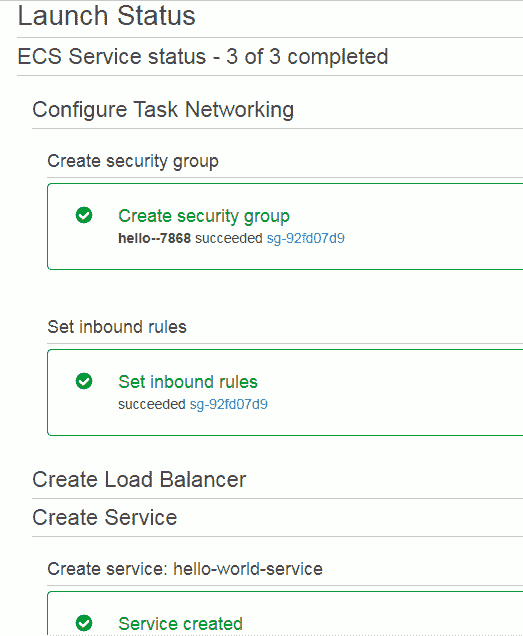 Launch Status
ECS Service status - 3 of 3 completed
Configure Task Networking
Create security group
Create security group
hello--7868 succeeded sg-92fd07d9
Set inbound rules
Set inbound rules
succeeded sg-92fd07d9
Create Load Balancer
Create Service
Create service: hello-world-service
Service created